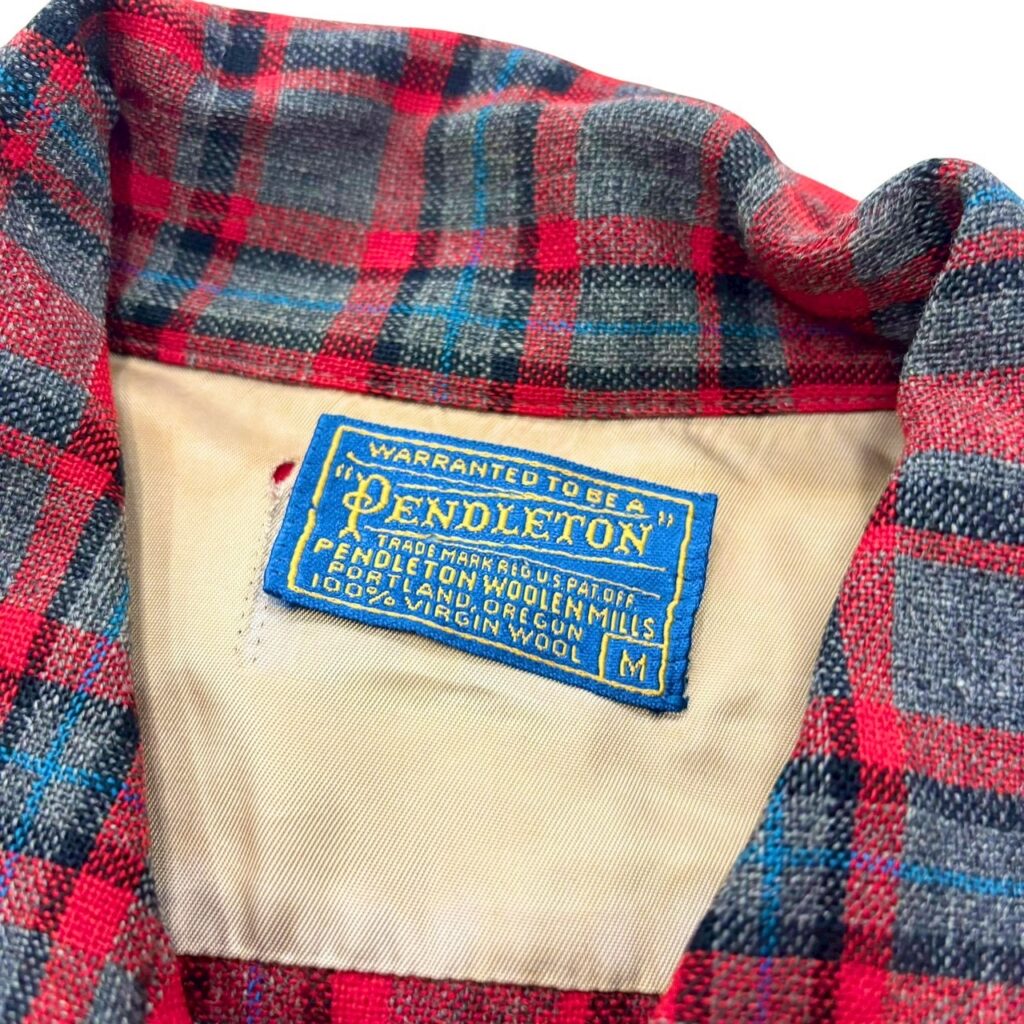 WARRANTED TO BE A
"PENDLETON"
TRADE MARK REG. U.S. PAT. OFF.
PENDLETON WOOLEN MILLS
PORTLAND, OREGON
100% VIRGIN WOOL
M